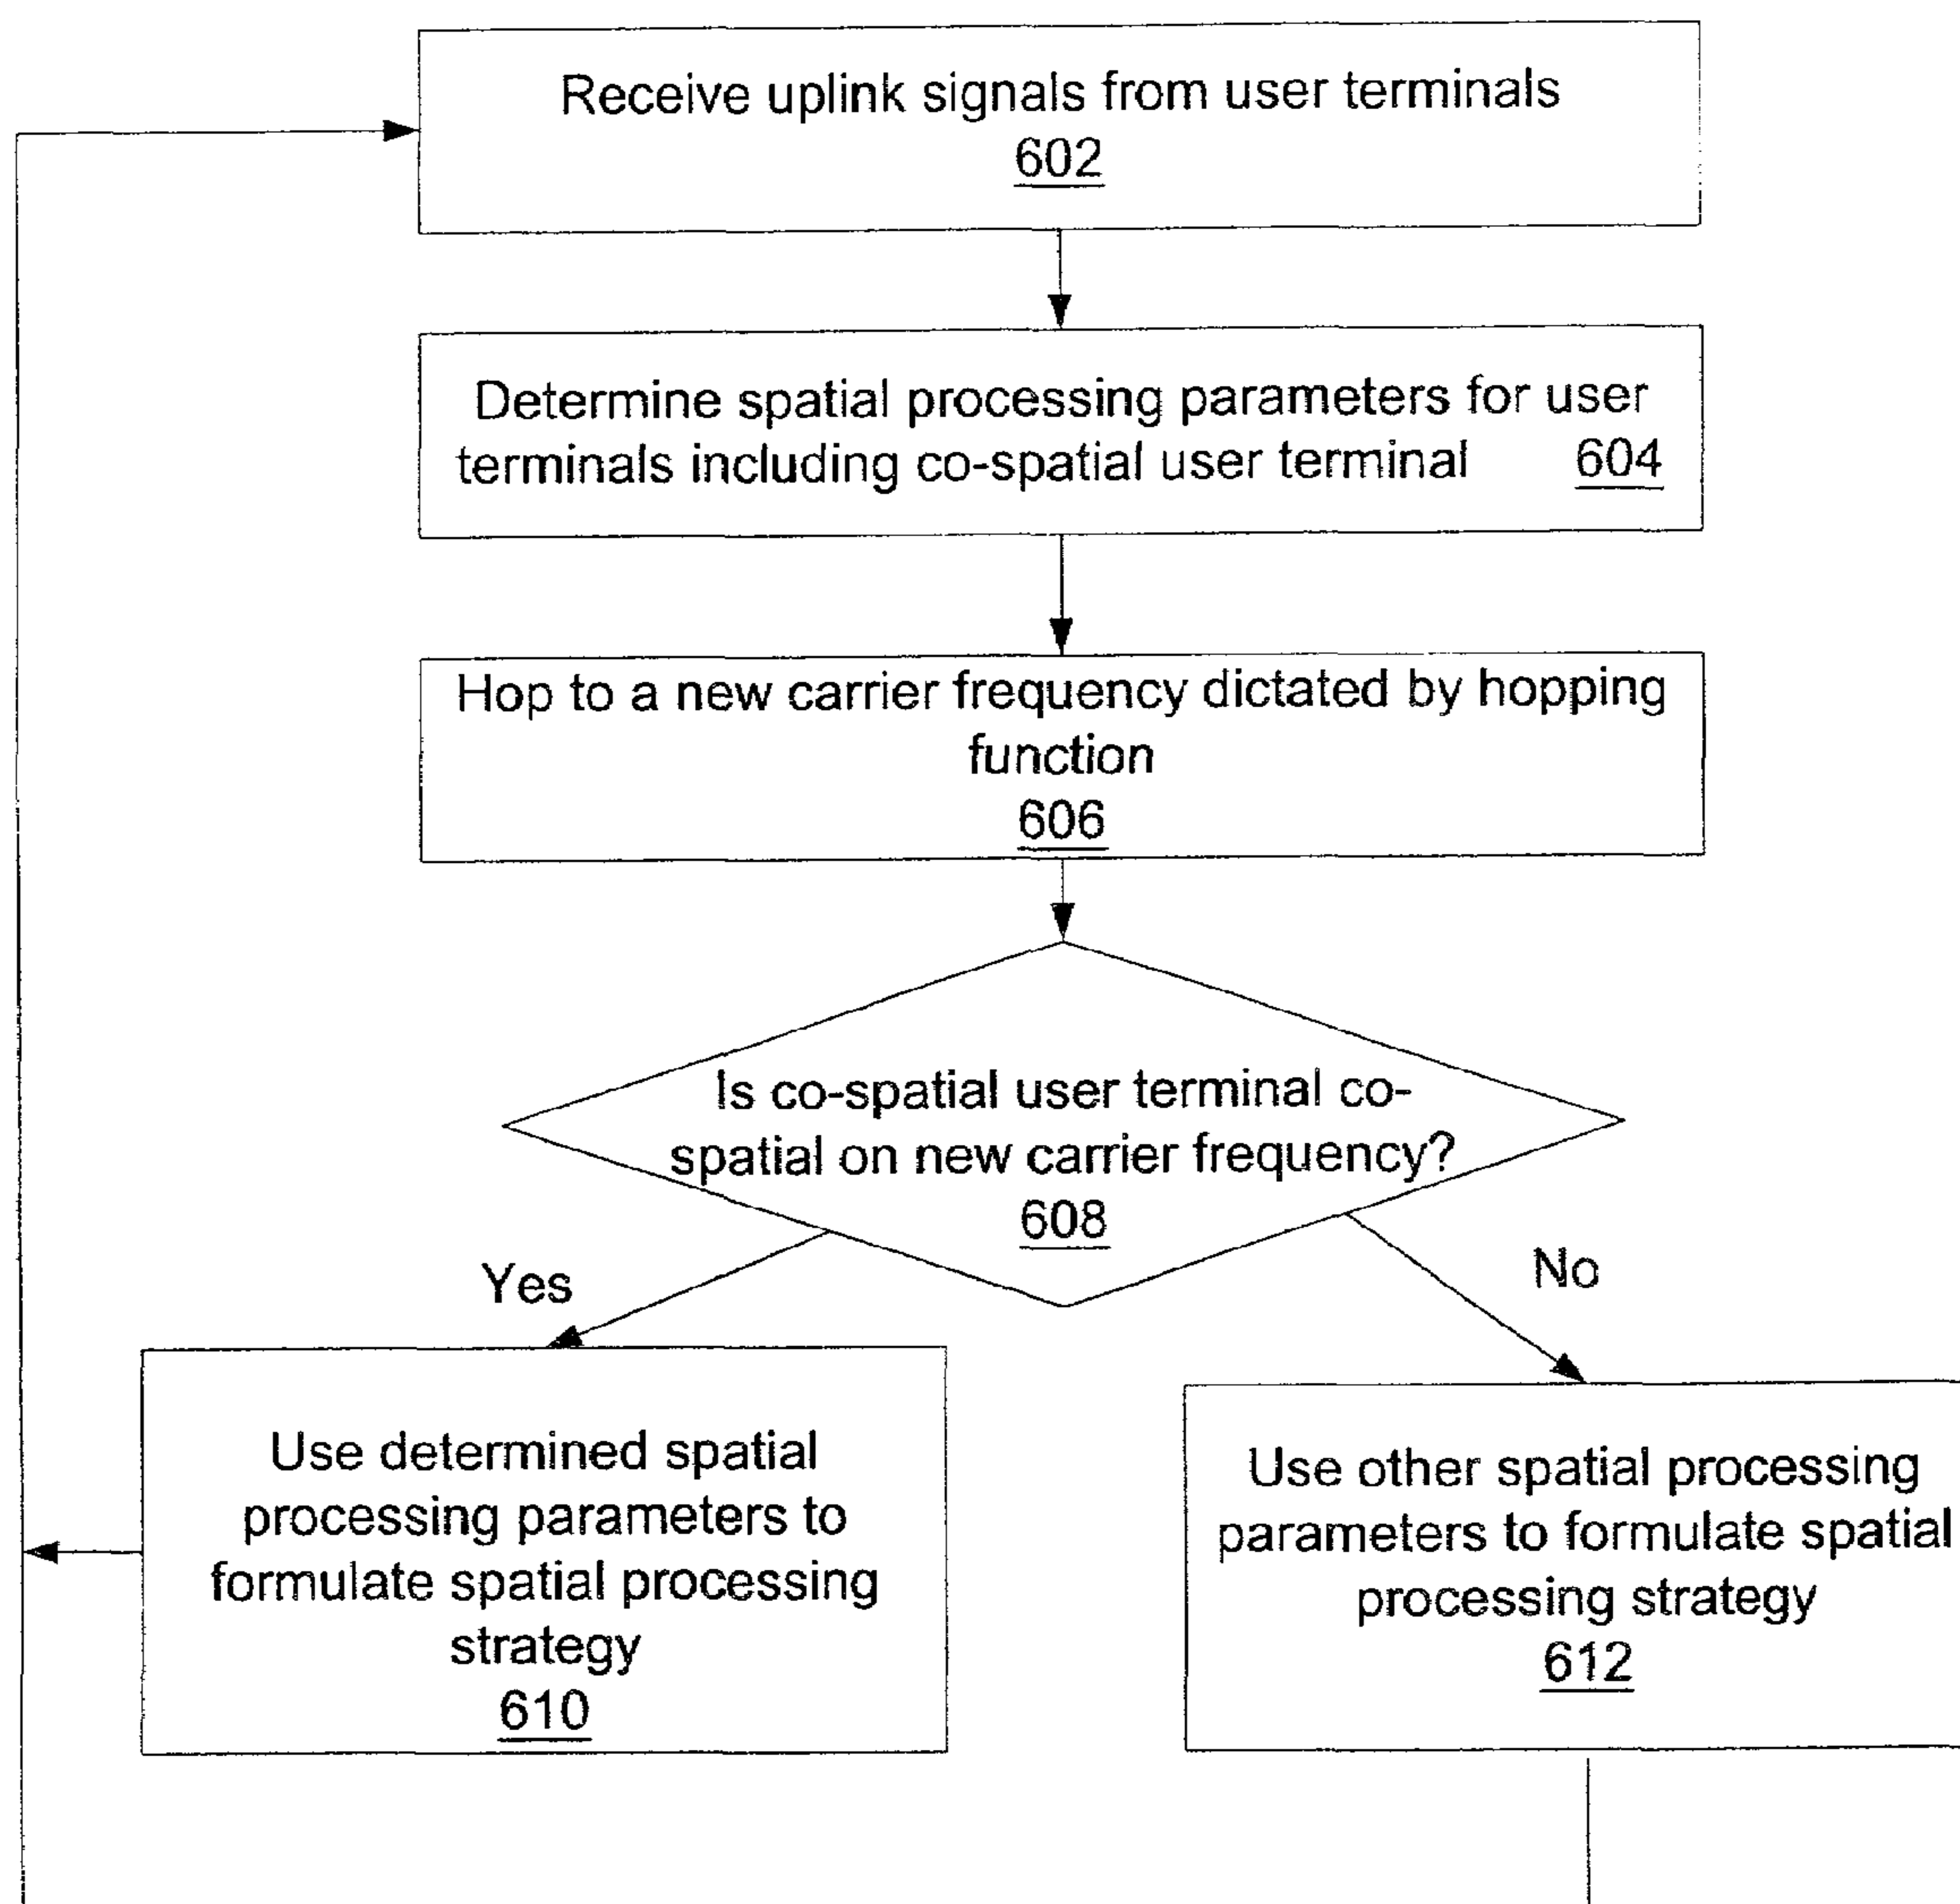 Receive uplink signals from user terminals
602
Determine spatial processing parameters for user
terminals including co-spatial user terminal 604
Hop to a new carrier frequency dictated by hopping
function
606
Is co-spatial user terminal co-
spatial on new carrier frequency?
608
Yes
No
Use determined spatial
processing parameters to
formulate spatial processing
strategy
610
Use other spatial processing
parameters to formulate spatial
processing strategy
612